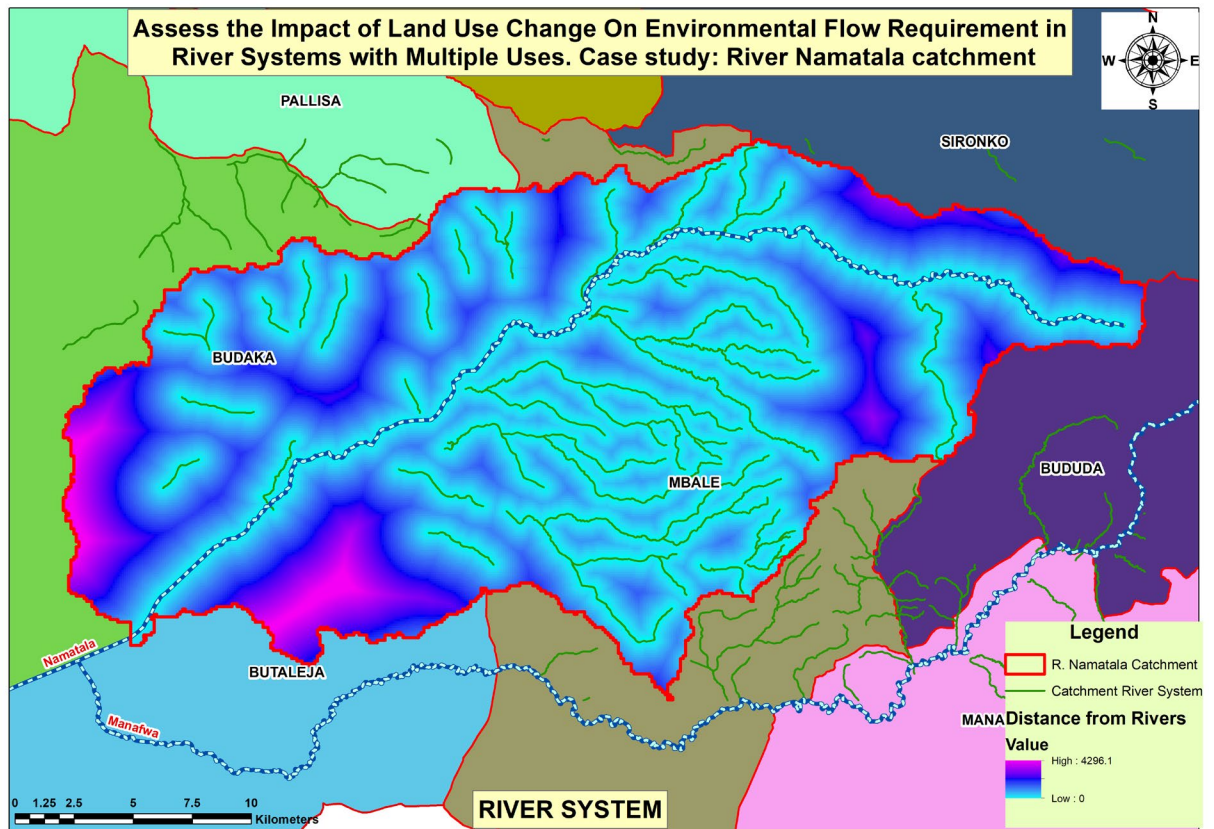 Assess the Impact of Land Use Change On Environmental Flow Requirement in
River Systems with Multiple Uses. Case study: River Namatala catchment
N
W E
S
PALLISA
SIRONKO
BUDAKA
MBALE
BUDUDA
Namatala
BUTALEJA
Manafwa
MANA
Legend
R. Namatala Catchment
Catchment River System
Distance from Rivers
Value
High : 4296.1
Low : 0
0 1.25 2.5 5 7.5 10
Kilometers
RIVER SYSTEM